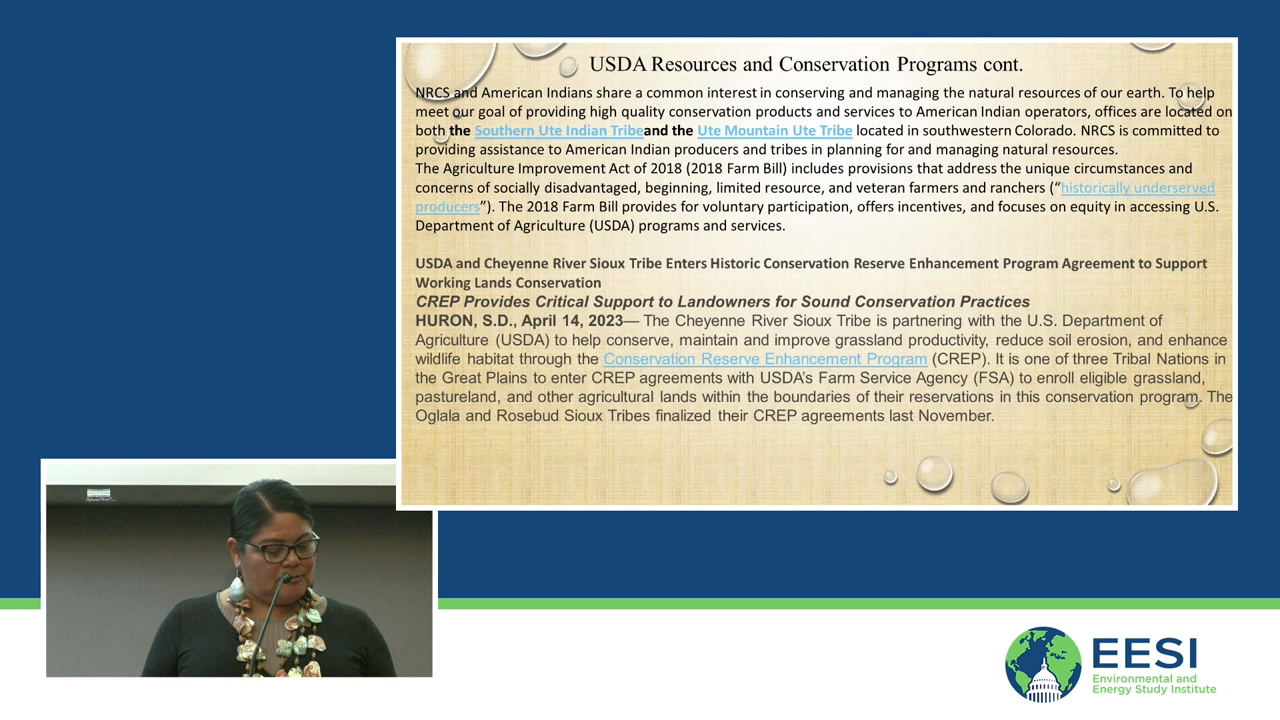 USDA Resources and Conservation Programs cont.
NRCS and American Indians share a common interest in conserving and managing the natural resources of our earth. To help
meet our goal of providing high quality conservation products and services to American Indian operators, offices are located on
both the Southern Ute Indian Tribeand the Ute Mountain Ute Tribe located in southwestern Colorado. NRCS is committed to
providing assistance to American Indian producers and tribes in planning for and managing natural resources.
The Agriculture Improvement Act of 2018 (2018 Farm Bill) includes provisions that address the unique circumstances and
concerns of socially disadvantaged, beginning, limited resource, and veteran farmers and ranchers (“historically underserved
producers”). The 2018 Farm Bill provides for voluntary participation, offers incentives, and focuses on equity in accessing U.S.
Department of Agriculture (USDA) programs and services.
USDA and Cheyenne River Sioux Tribe Enters Historic Conservation Reserve Enhancement Program Agreement to Support
Working Lands Conservation
CREP Provides Critical Support to Landowners for Sound Conservation Practices
HURON, S.D., April 14, 2023— The Cheyenne River Sioux Tribe is partnering with the U.S. Department of
Agriculture (USDA) to help conserve, maintain and improve grassland productivity, reduce soil erosion, and enhance
wildlife habitat through the Conservation Reserve Enhancement Program (CREP). It is one of three Tribal Nations in
the Great Plains to enter CREP agreements with USDA’s Farm Service Agency (FSA) to enroll eligible grassland,
pastureland, and other agricultural lands within the boundaries of their reservations in this conservation program. The
Oglala and Rosebud Sioux Tribes finalized their CREP agreements last November.
EESI
Environmental and
Energy Study Institute